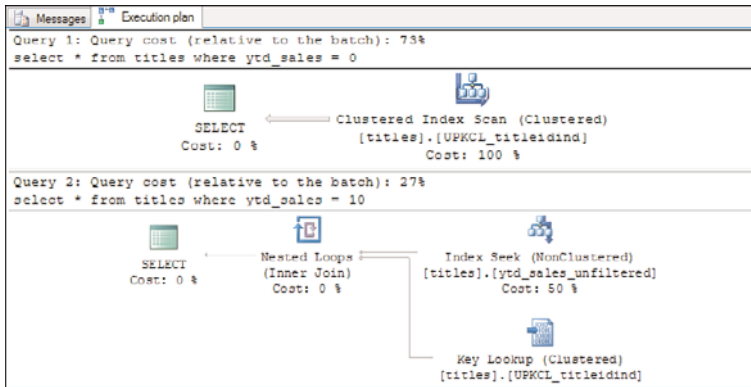 Messages Execution plan
Query 1: Query cost (relative to the batch): 73%
select * from titles where ytd_sales = 0
SELECT
Cost: 0 %
Clustered Index Scan (Clustered)
[titles].[UPKCL_titleidind]
Cost: 100 %
Query 2: Query cost (relative to the batch): 27%
select * from titles where ytd_sales = 10
SELECT
Cost: 0 %
Nested Loops
(Inner Join)
Cost: 0 %
Index Seek (NonClustered)
[titles].[ytd_sales_unfiltered]
Cost: 50 %
Key Lookup (Clustered)
[titles].[UPKCL_titleidind]